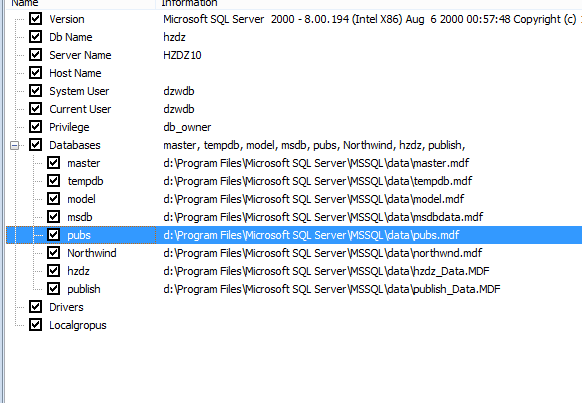 Name Information
Version Microsoft SQL Server 2000 - 8.00.194 (Intel X86) Aug 6 2000 00:57:48 Copyright (c)
Db Name hzdz
Server Name HZDZ10
Host Name
System User dzwdb
Current User dzwdb
Privilege db_owner
Databases master, tempdb, model, msdb, pubs, Northwind, hzdz, publish,
master d:\Program Files\Microsoft SQL Server\MSSQL\data\master.mdf
tempdb d:\Program Files\Microsoft SQL Server\MSSQL\data\tempdb.mdf
model d:\Program Files\Microsoft SQL Server\MSSQL\data\model.mdf
msdb d:\Program Files\Microsoft SQL Server\MSSQL\data\msdbdata.mdf
pubs d:\Program Files\Microsoft SQL Server\MSSQL\data\pubs.mdf
Northwind d:\Program Files\Microsoft SQL Server\MSSQL\data\northwnd.mdf
hzdz d:\Program Files\Microsoft SQL Server\MSSQL\data\hzdz_Data.MDF
publish d:\Program Files\Microsoft SQL Server\MSSQL\data\publish_Data.MDF
Drivers
Localgropus